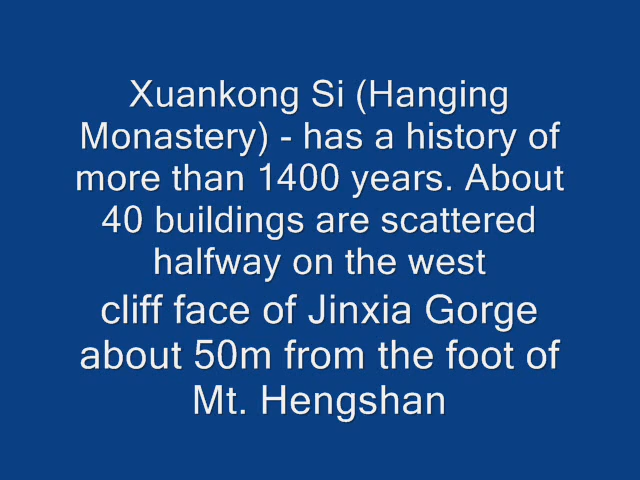 Xuankong Si (Hanging
Monastery) - has a history of
more than 1400 years. About
40 buildings are scattered
halfway on the west
cliff face of Jinxia Gorge
about 50m from the foot of
Mt. Hengshan